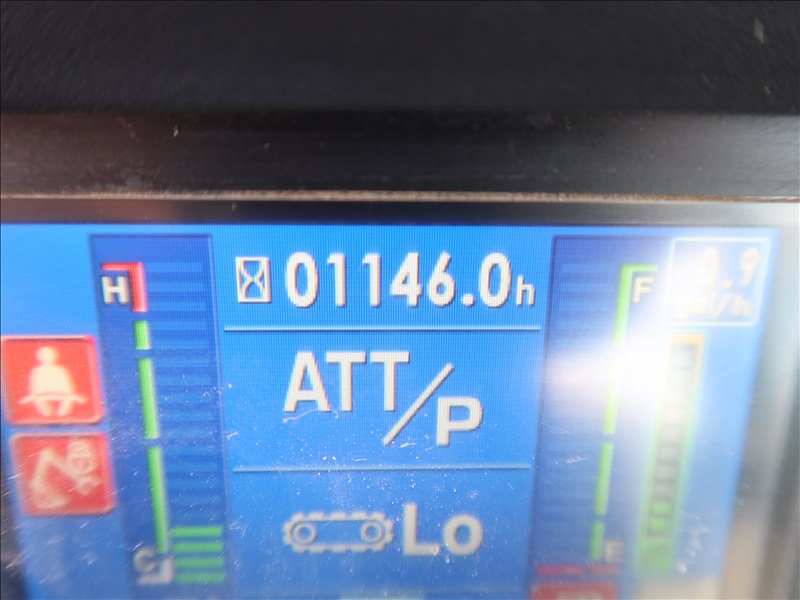 01146.0h
H
F
0.9
gal/h
ATT/P
Lo
C
E